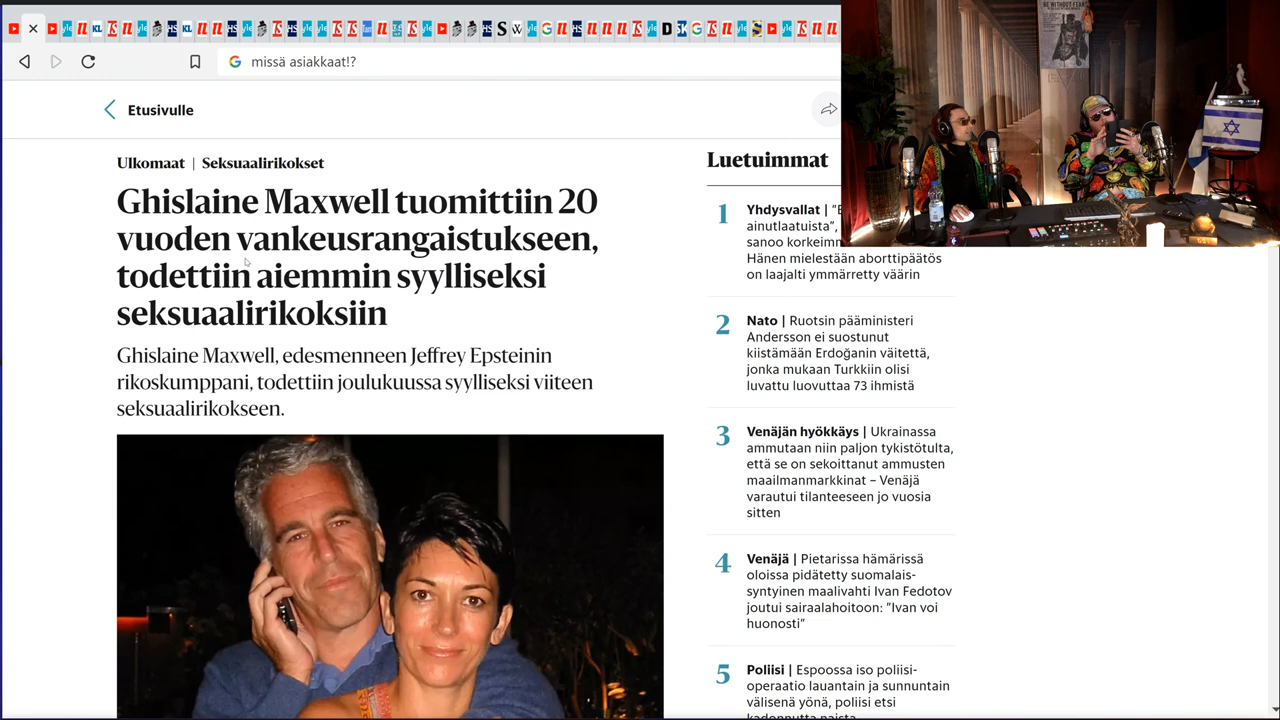 missä asiakkaat!?
BE WITHOUT FEAR
Etusivulle
Ulkomaat | Seksuaalirikokset
Ghislaine Maxwell tuomittiin 20
vuoden vankeusrangaistukseen,
todettiin aiemmin syylliseksi
seksuaalirikoksiin
Ghislaine Maxwell, edesmenneen Jeffrey Epsteinin
rikoskumppani, todettiin joulukuussa syylliseksi viiteen
seksuaalirikokseen.
Luetuimmat
1 Yhdysvallat |
ainutlaatuista”,
sanoo
Hänen mielestään aborttipäätös
on laajalti ymmärretty väärin
2 Nato | Ruotsin pääministeri
Andersson ei suostunut
kiistämään Erdoğanin väitettä,
jonka mukaan Turkkiin olisi
luvattu luovuttaa 73 ihmistä
3 Venäjän hyökkäys | Ukrainassa
ammutaan niin paljon tykistötulta,
että se on sekoittanut ammusten
maailmanmarkkinat – Venäjä
varautui tilanteeseen jo vuosia
sitten
4 Venäjä | Pietarissa hämärissä
oloissa pidätetty suomalais-
syntyinen maalivahti Ivan Fedotov
joutui sairaalahoitoon: ”Ivan voi
huonosti”
5 Poliisi | Espoossa iso poliisi-
operaatio lauantain ja sunnuntain
välisenä yönä, poliisi etsi
kadonnutta naista